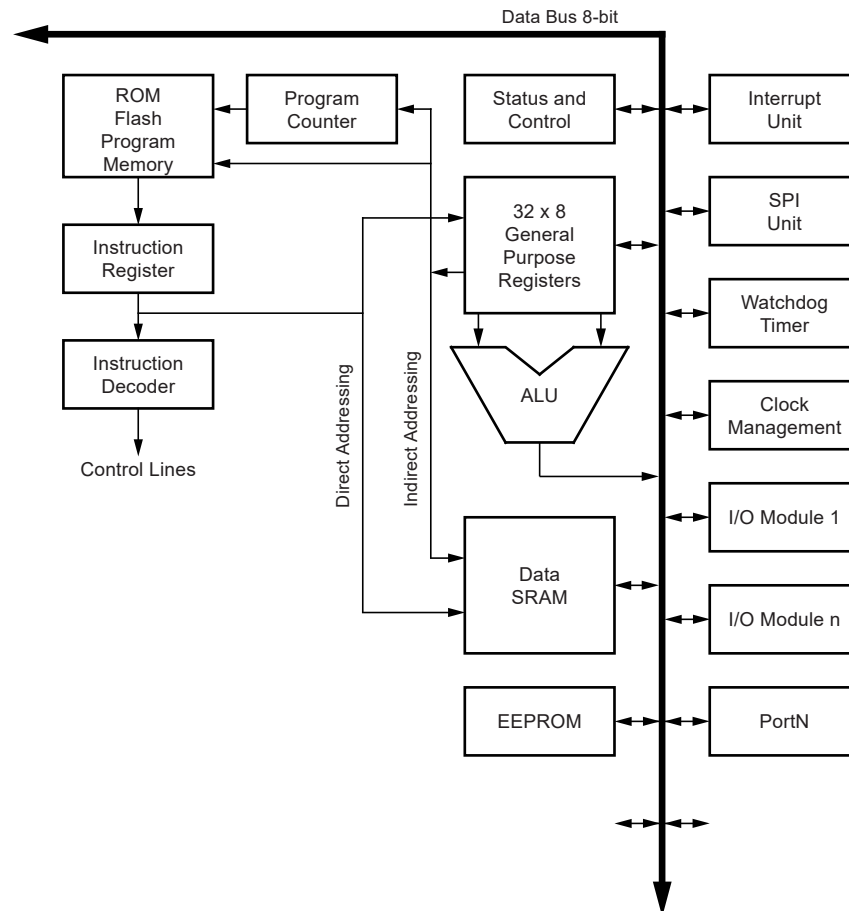 Data Bus 8-bit
ROM
Flash
Program
Memory
Program
Counter
Status and
Control
Interrupt
Unit
32 x 8
General
Purpose
Registers
SPI
Unit
Instruction
Register
Watchdog
Timer
Instruction
Decoder
Direct Addressing
Indirect Addressing
ALU
Clock
Management
Control Lines
I/O Module 1
Data
SRAM
I/O Module n
EEPROM
PortN